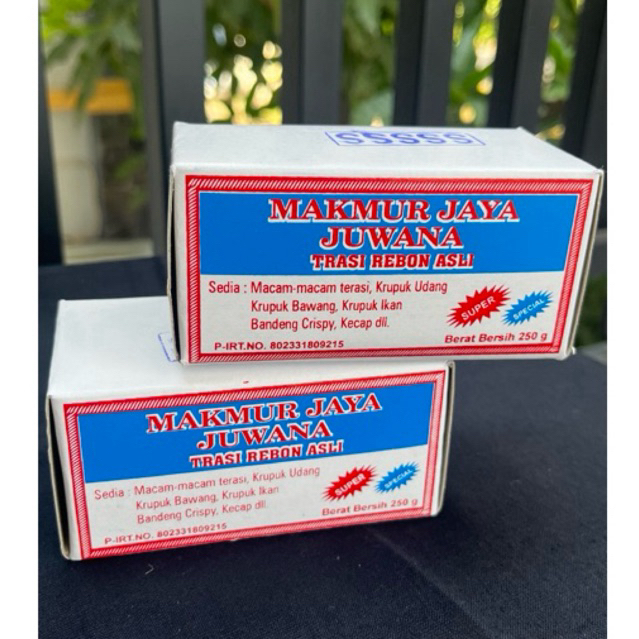 SSSSS
MAKMUR JAYA
JUWANA
TRASI REBON ASLI
Sedia : Macam-macam terasi, Krupuk Udang
Krupuk Bawang, Krupuk Ikan
Bandeng Crispy, Kecap dll.
SUPER
SPECIAL
P-IRT.NO. 802331809215
Berat Bersih 250 g
MAKMUR JAYA
JUWANA
TRASI REBON ASLI
Sedia : Macam-macam terasi, Krupuk Udang
Krupuk Bawang, Krupuk Ikan
Bandeng Crispy, Kecap dll.
SUPER
SPECIAL
P-IRT.NO. 802331809215
Berat Bersih 250 g